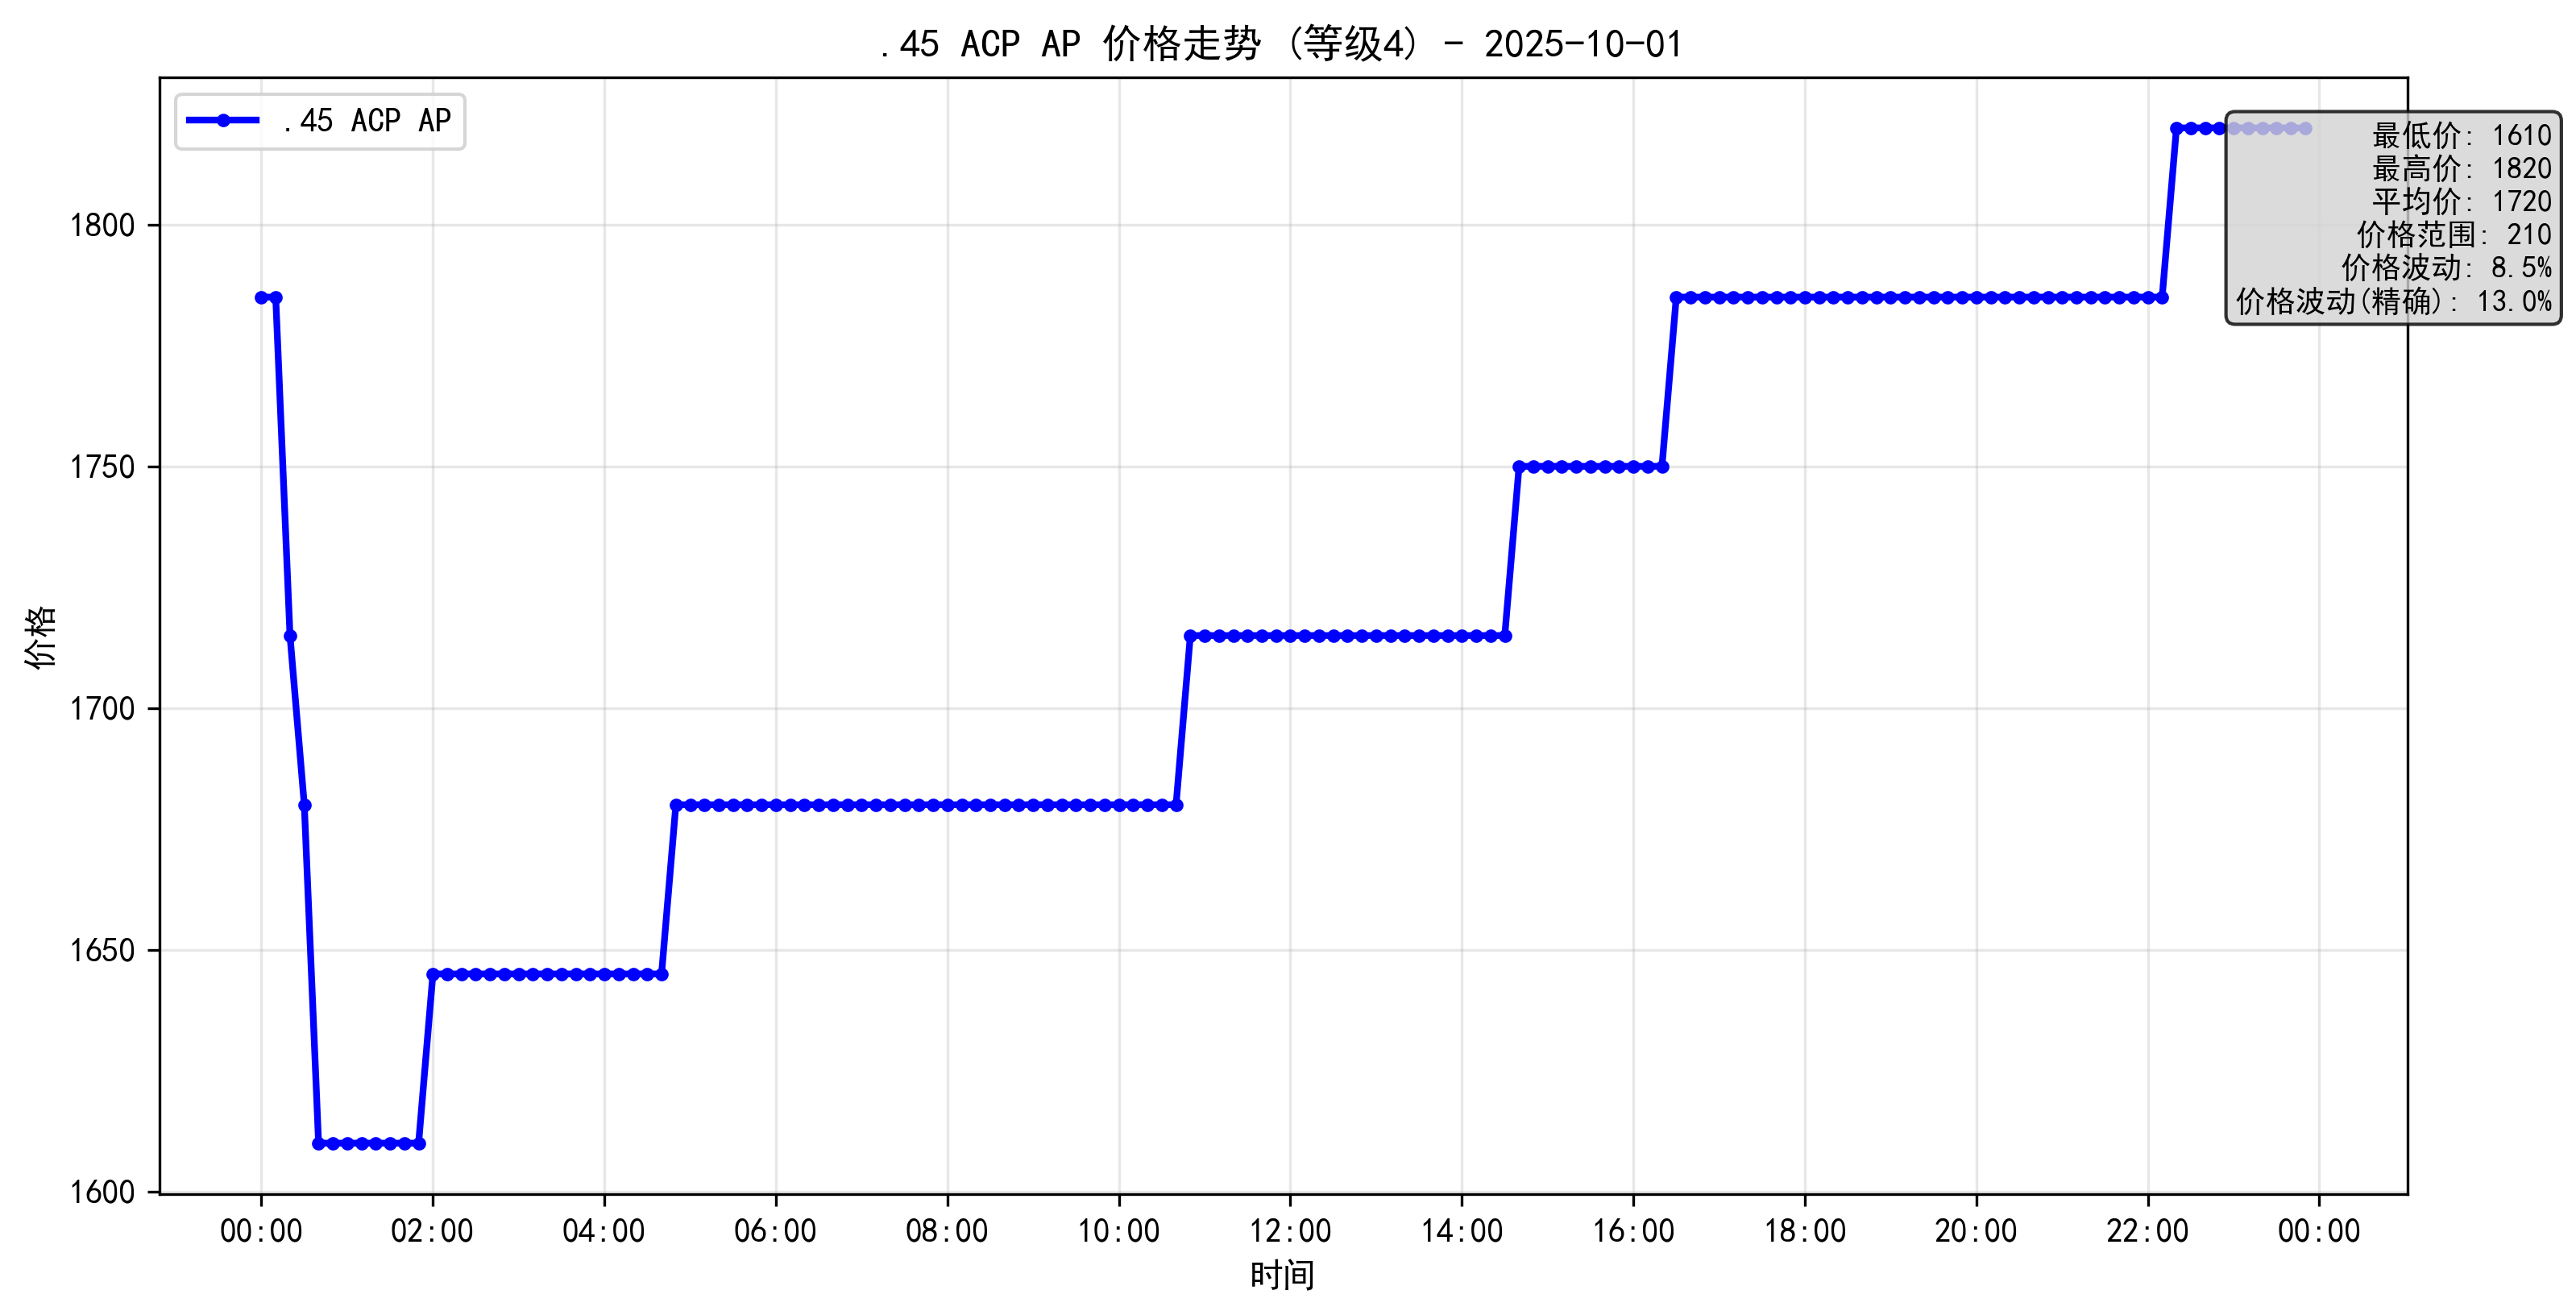 .45 ACP AP 价格走势 (等级4) - 2025-10-01
.45 ACP AP
最低价: 1610
最高价: 1820
平均价: 1720
价格范围: 210
价格波动: 8.5%
价格波动(精确): 13.0%
1800
1750
1700
1650
1600
价格
00:00 02:00 04:00 06:00 08:00 10:00 12:00 14:00 16:00 18:00 20:00 22:00 00:00
时间